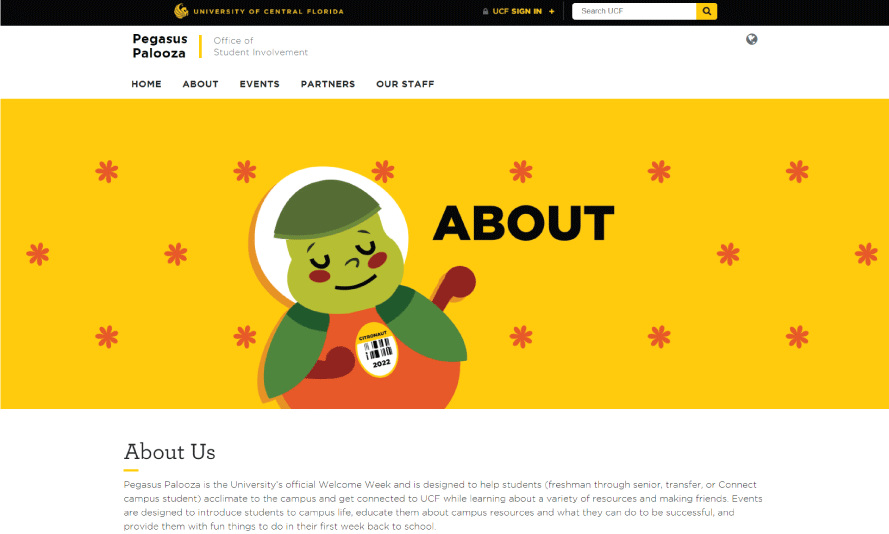 UNIVERSITY OF CENTRAL FLORIDA
UCF SIGN IN +
Search UCF
Pegasus
Palooza
Office of
Student Involvement
HOME ABOUT EVENTS PARTNERS OUR STAFF
ABOUT
CITRONAUT
2022
About Us
Pegasus Palooza is the University's official Welcome Week and is designed to help students (freshman through senior, transfer, or Connect
campus student) acclimate to the campus and get connected to UCF while learning about a variety of resources and making friends. Events
are designed to introduce students to campus life, educate them about campus resources and what they can do to be successful, and
provide them with fun things to do in their first week back to school.